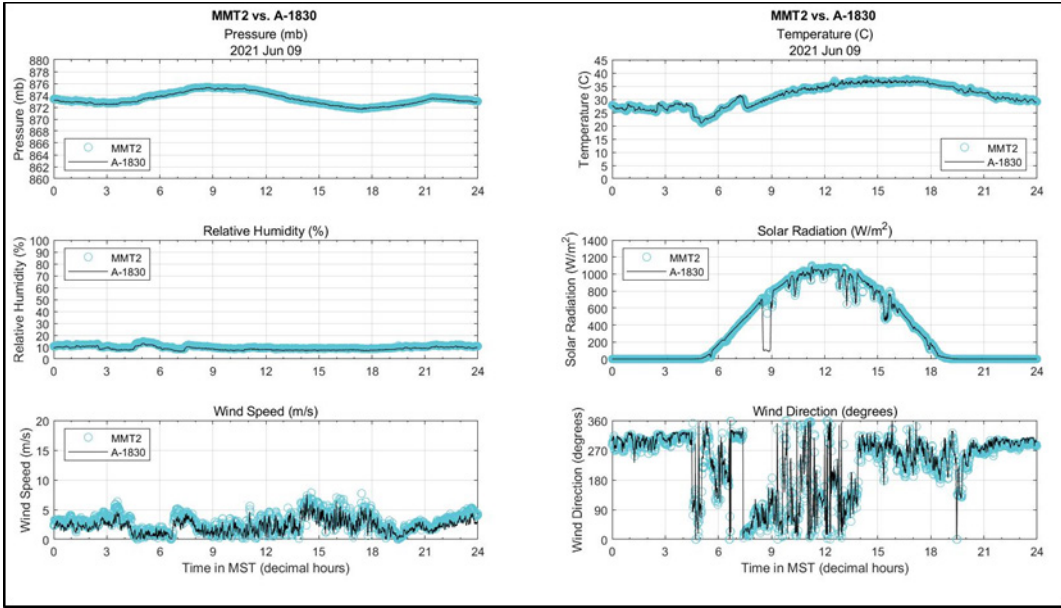 MMT2 vs. A-1830
Pressure (mb)
2021 Jun 09
Pressure (mb)
880
878
876
874
872
870
868
866
864
862
860
MMT2
A-1830
0 3 6 9 12 15 18 21 24
MMT2 vs. A-1830
Temperature (C)
2021 Jun 09
Temperature (C)
45
40
35
30
25
20
15
10
5
0
MMT2
A-1830
0 3 6 9 12 15 18 21 24
Relative Humidity (%)
Relative Humidity (%)
100
90
80
70
60
50
40
30
20
10
0
MMT2
A-1830
0 3 6 9 12 15 18 21 24
Solar Radiation (W/m²)
Solar Radiation (W/m²)
1400
1200
1000
800
600
400
200
0
MMT2
A-1830
0 3 6 9 12 15 18 21 24
Wind Speed (m/s)
Wind Speed (m/s)
20
15
10
5
0
MMT2
A-1830
0 3 6 9 12 15 18 21 24
Time in MST (decimal hours)
Wind Direction (degrees)
Wind Direction (degrees)
360
270
180
90
0
MMT2
A-1830
0 3 6 9 12 15 18 21 24
Time in MST (decimal hours)